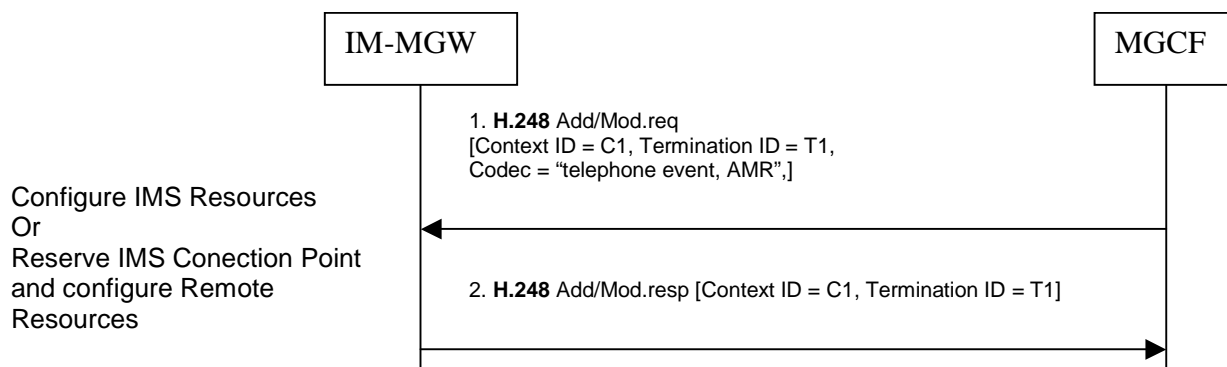 IM-MGW
MGCF
1. H.248 Add/Mod.req
[Context ID = C1, Termination ID = T1,
Codec = “telephone event, AMR”,]
Configure IMS Resources
Or
Reserve IMS Conection Point
and configure Remote
Resources
2. H.248 Add/Mod.resp [Context ID = C1, Termination ID = T1]